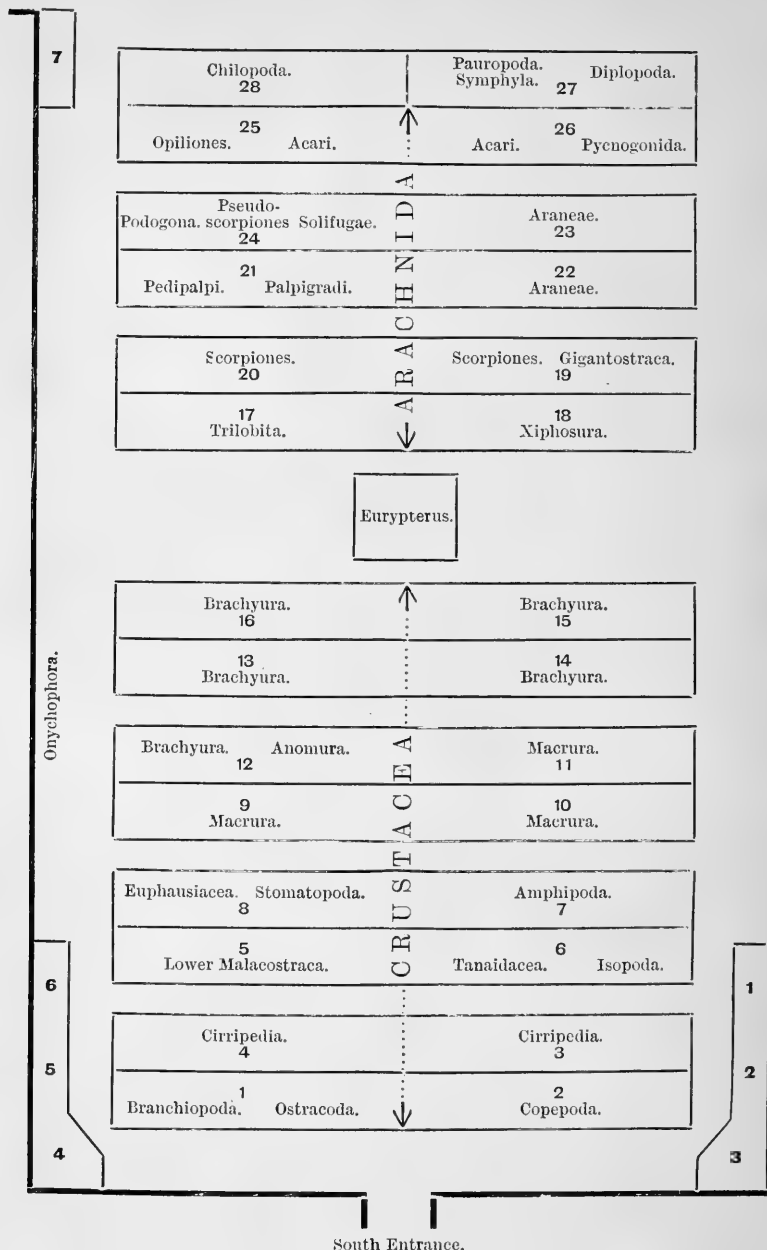 7
Chilopoda.
28
Pauropoda.
Symphyla. 27 Diplopoda.
25
Opiliones. Acari.
26
Acari. Pycnogonida.
Pseudo-
Podogona. scorpiones Solifugae.
24
Araneae.
23
21
Pedipalpi. Palpigradi.
22
Araneae.
Scorpiones.
20
Scorpiones. Gigantostraca.
19
17
Trilobita.
18
Xiphosura.
ARACHNIDA
Eurypterus.
Onychophora.
Brachyura.
16
Brachyura.
15
13
Brachyura.
14
Brachyura.
Brachyura. Anomura.
12
Macrura.
11
9
Macrura.
10
Macrura.
Euphausiacea. Stomatopoda.
8
Amphipoda.
7
5
Lower Malacostraca.
6
Tanaidacea. Isopoda.
CRUSTACEA
Cirripedia.
4
Cirripedia.
3
1
Branchiopoda. Ostracoda.
2
Copepoda.
6
5
4
1
2
3
South Entrance.